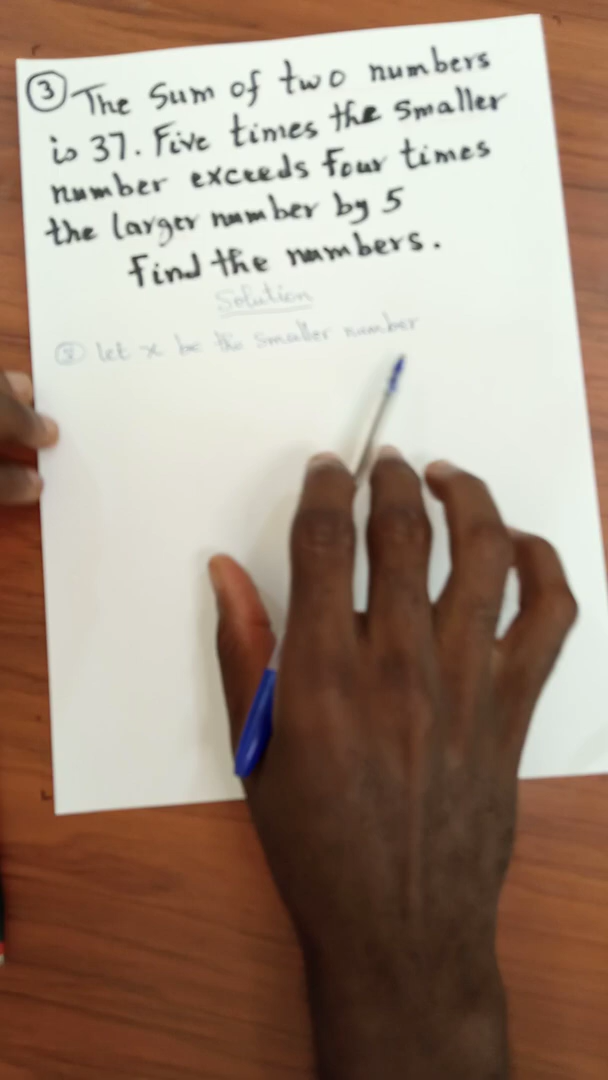 ③ The Sum of two numbers
is 37. Five times the smaller
number exceeds four times
the larger number by 5
Find the numbers.
Solution
let x be the smaller number